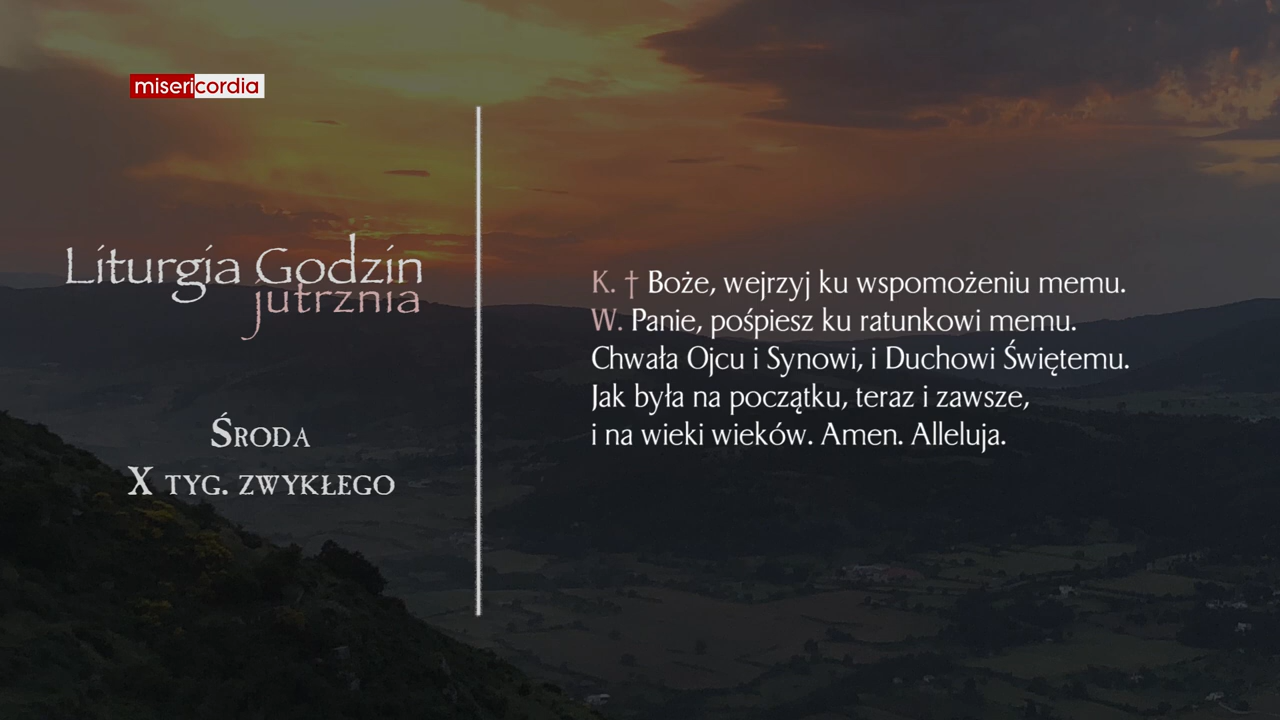 misericordia
Liturgia Godzin
jutrznia
Środa
X tyg. zwykłego
K. † Boże, wejrzyj ku wspomożeniu memu.
W. Panie, pośpiesz ku ratunkowi memu.
Chwała Ojcu i Synowi, i Duchowi Świętemu.
Jak była na początku, teraz i zawsze,
i na wieki wieków. Amen. Alleluja.